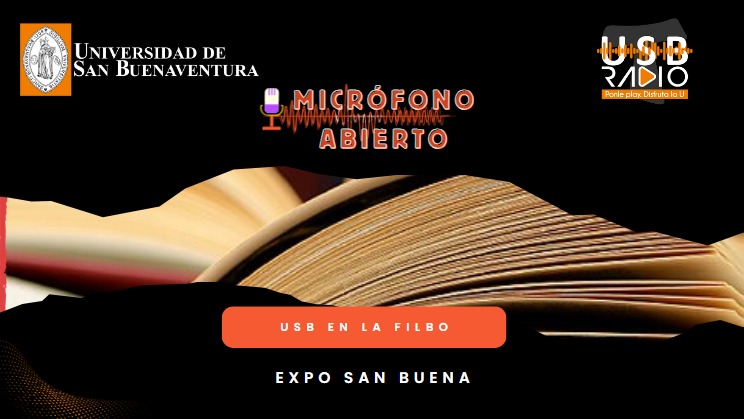 UNIVERSIDAD DE
SAN BUENAVENTURA
USB
RADIO
Ponle play. Disfruta la U
MICRÓFONO
ABIERTO
USB EN LA FILBO
EXPO SAN BUENA